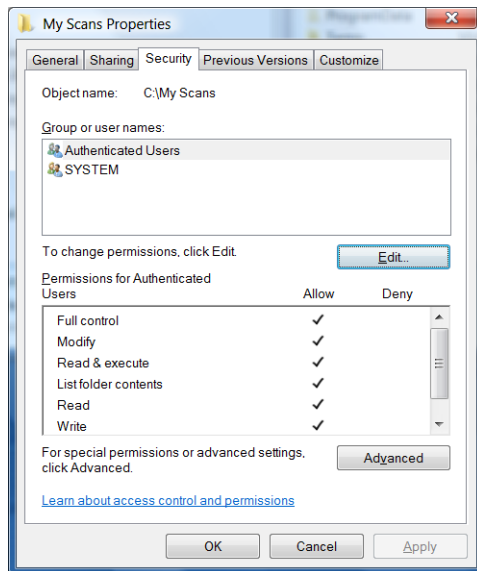 My Scans Properties
ProgramData
General Sharing Security Previous Versions Customize
Object name: C:\My Scans
Group or user names:
Authenticated Users
SYSTEM
To change permissions, click Edit.
Edit...
Permissions for Authenticated
Users Allow Deny
Full control
Modify
Read & execute
List folder contents
Read
Write
For special permissions or advanced settings,
click Advanced.
Advanced
Learn about access control and permissions
OK Cancel Apply